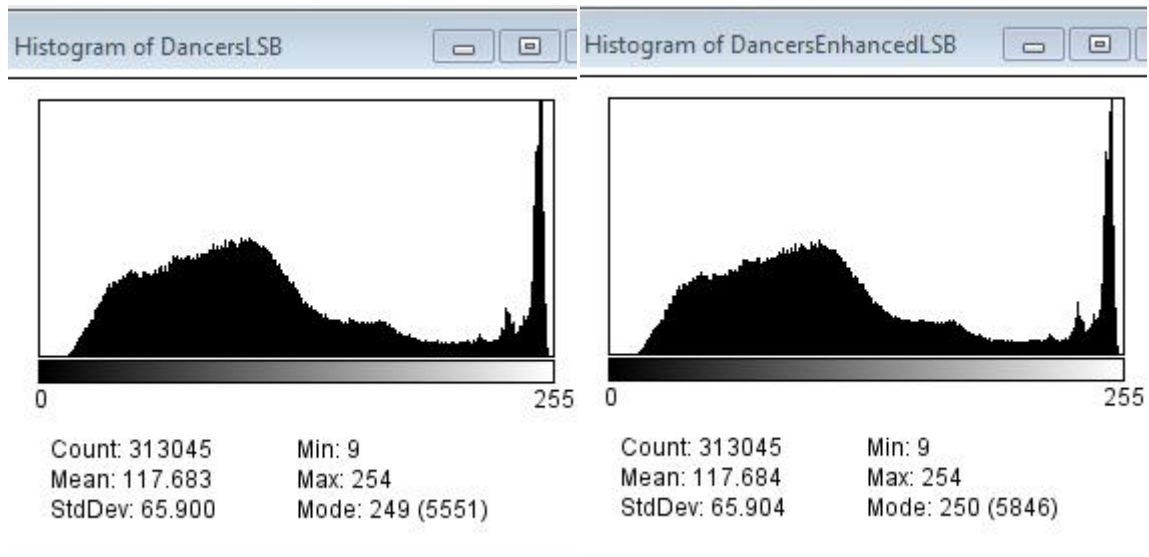 Histogram of DancersLSB
0 255
Count: 313045 Min: 9
Mean: 117.683 Max: 254
StdDev: 65.900 Mode: 249 (5551)
Histogram of DancersEnhancedLSB
0 255
Count: 313045 Min: 9
Mean: 117.684 Max: 254
StdDev: 65.904 Mode: 250 (5846)